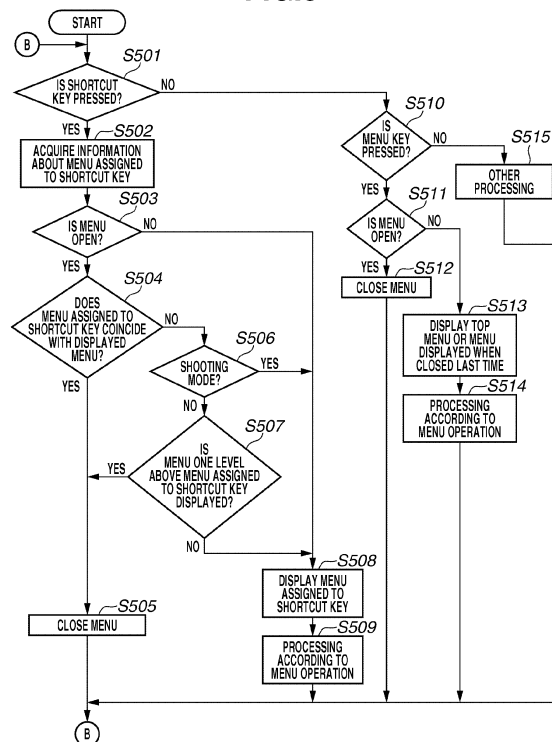 START
B
S501
IS SHORTCUT
KEY PRESSED?
NO
YES
S502
ACQUIRE INFORMATION
ABOUT MENU ASSIGNED
TO SHORTCUT KEY
S503
IS MENU
OPEN?
NO
YES
S504
DOES
MENU ASSIGNED TO
SHORTCUT KEY COINCIDE
WITH DISPLAYED
MENU?
NO
YES
S506
SHOOTING
MODE?
YES
NO
S507
IS
MENU ONE LEVEL
ABOVE MENU ASSIGNED
TO SHORTCUT KEY
DISPLAYED?
YES
NO
S508
DISPLAY MENU
ASSIGNED TO
SHORTCUT KEY
S505
CLOSE MENU
S509
PROCESSING
ACCORDING TO
MENU OPERATION
S510
IS
MENU KEY
PRESSED?
NO
YES
S515
OTHER
PROCESSING
S511
IS MENU
OPEN?
NO
YES
S512
CLOSE MENU
S513
DISPLAY TOP
MENU OR MENU
DISPLAYED WHEN
CLOSED LAST TIME
S514
PROCESSING
ACCORDING TO
MENU OPERATION
B